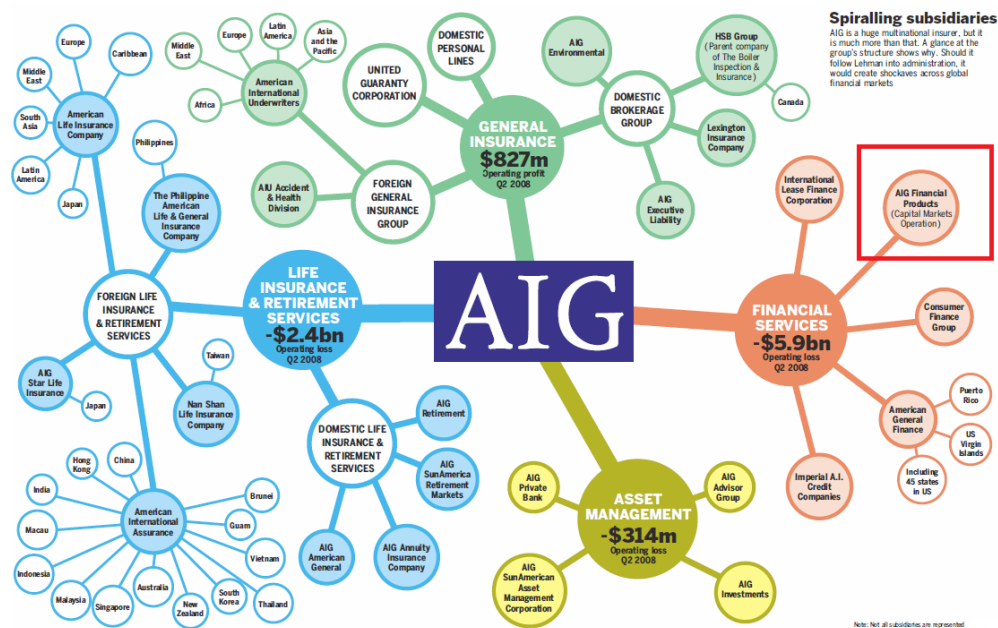 Spiralling subsidiaries
AIG is a huge multinational insurer, but it
is much more than that. A glance at the
group's structure shows why. Should it
follow Lehman into administration, it
would create shockaves across global
financial markets
AIG
GENERAL
INSURANCE
$827m
Operating profit
Q2 2008
UNITED
GUARANTY
CORPORATION
DOMESTIC
PERSONAL
LINES
DOMESTIC
BROKERAGE
GROUP
AIG
Environmental
HSB Group
(Parent company
of The Boiler
Inspection &
Insurance)
Canada
Lexington
Insurance
Company
AIG
Executive
Liability
FOREIGN
GENERAL
INSURANCE
GROUP
AIU Accident
& Health
Division
American
International
Underwriters
Africa
Middle
East
Europe
Latin
America
Asia
and the
Pacific
LIFE
INSURANCE
& RETIREMENT
SERVICES
-$2.4bn
Operating loss
Q2 2008
FOREIGN LIFE
INSURANCE
& RETIREMENT
SERVICES
American
Life Insurance
Company
Caribbean
Europe
Middle
East
South
Asia
Latin
America
Japan
The Philippine
American
Life & General
Insurance
Company
Philippines
AIG
Star Life
Insurance
Japan
Nan Shan
Life Insurance
Company
Taiwan
American
International
Assurance
China
Hong
Kong
India
Macau
Indonesia
Malaysia
Singapore
Australia
New
Zealand
South
Korea
Thailand
Vietnam
Guam
Brunei
DOMESTIC LIFE
INSURANCE &
RETIREMENT
SERVICES
AIG
Retirement
AIG
SunAmerica
Retirement
Markets
AIG Annuity
Insurance
Company
AIG
American
General
ASSET
MANAGEMENT
-$314m
Operating loss
Q2 2008
AIG
Private
Bank
AIG
Advisor
Group
AIG
SunAmerican
Asset
Management
Corporation
AIG
Investments
FINANCIAL
SERVICES
-$5.9bn
Operating loss
Q2 2008
International
Lease Finance
Corporation
AIG Financial
Products
(Capital Markets
Operation)
Consumer
Finance
Group
American
General
Finance
Puerto
Rico
US
Virgin
Islands
Including
45 states
in US
Imperial A.I.
Credit
Companies
Note: Not all subsidiaries are represented